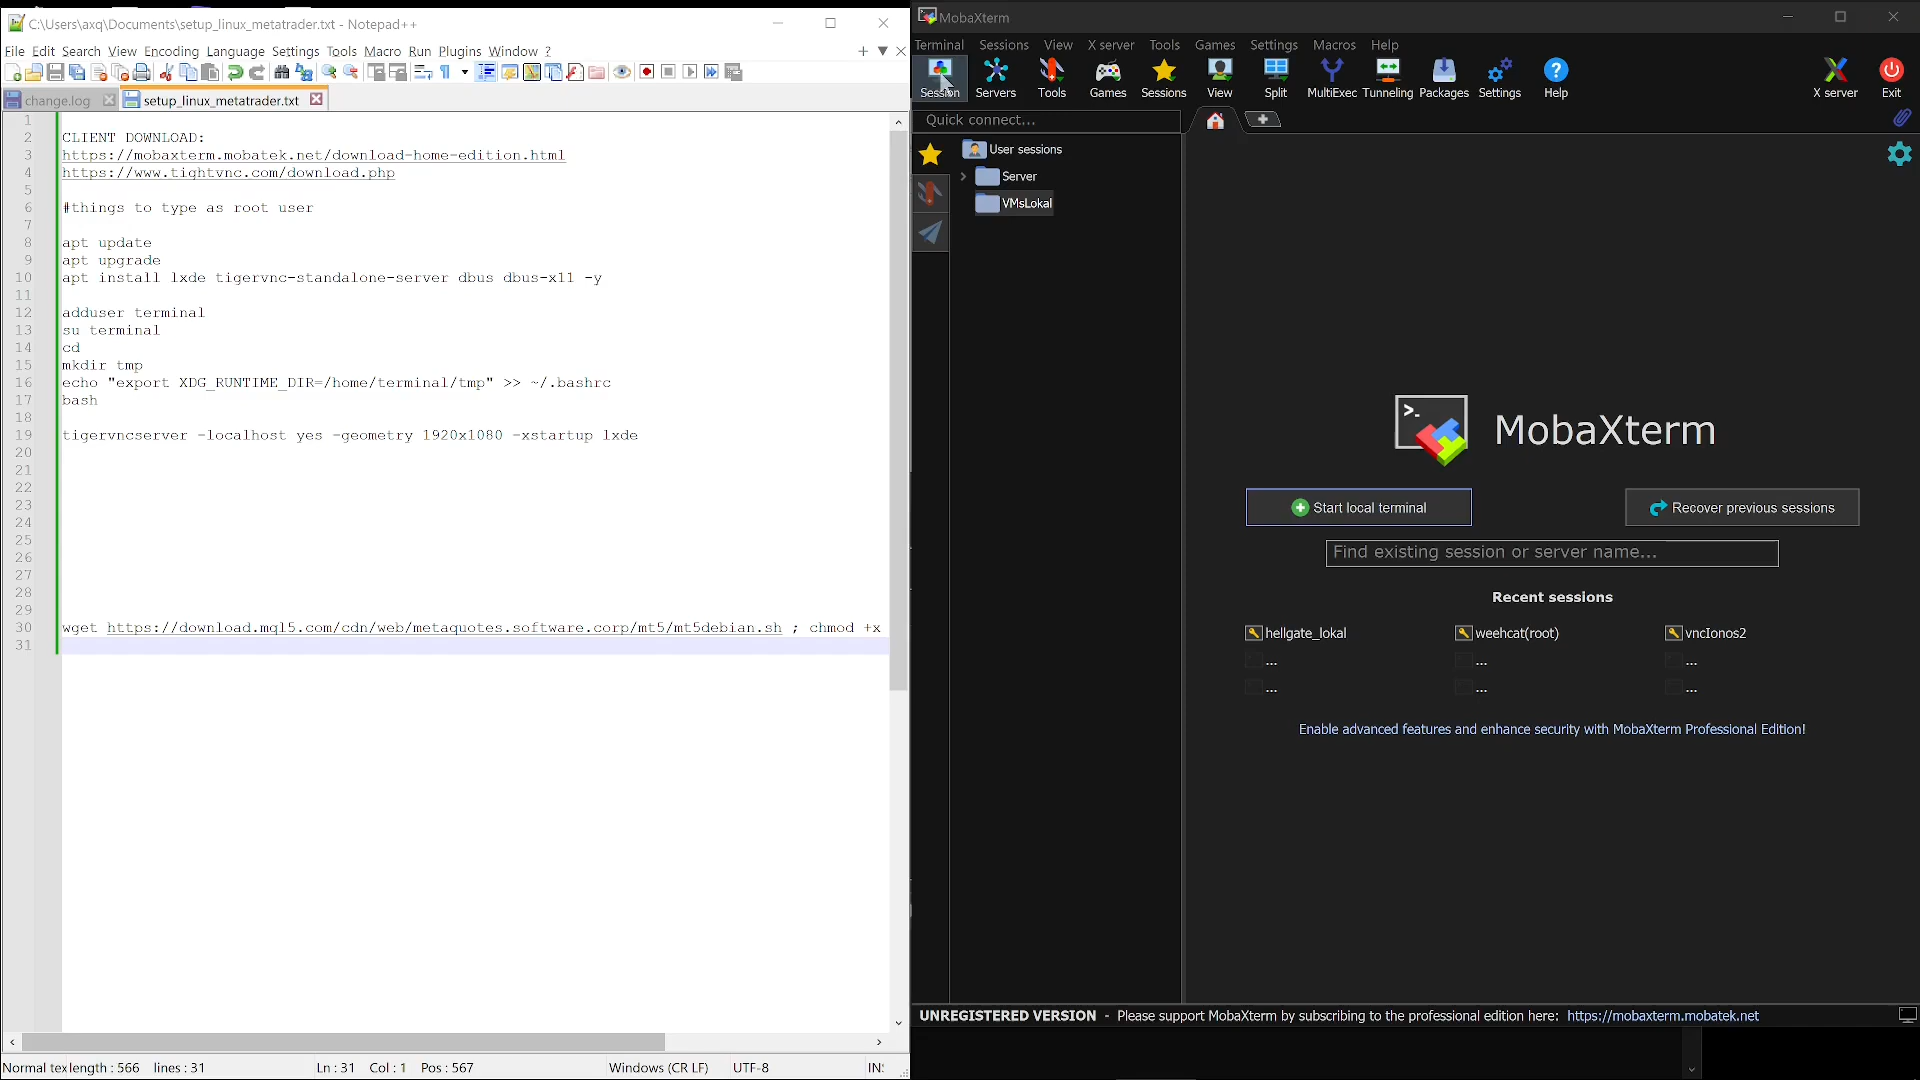 C:\Users\axq\Documents\setup_linux_metatrader.txt - Notepad++
File Edit Search View Encoding Language Settings Tools Macro Run Plugins Window ?
change.log setup_linux_metatrader.txt
1
2 CLIENT DOWNLOAD:
3 https://mobaxterm.mobatek.net/download-home-edition.html
4 https://www.tightvnc.com/download.php
5
6 #things to type as root user
7
8 apt update
9 apt upgrade
10 apt install lxde tigervnc-standalone-server dbus dbus-x11 -y
11
12 adduser terminal
13 su terminal
14 cd
15 mkdir tmp
16 echo "export XDG_RUNTIME_DIR=/home/terminal/tmp" >> ~/.bashrc
17 bash
18
19 tigervncserver -localhost yes -geometry 1920x1080 -xstartup lxde
20
21
22
23
24
25
26
27
28
29
30 wget https://download.mql5.com/cdn/web/metaquotes.software.corp/mt5/mt5debian.sh ; chmod +x
31
Normal tex length : 566 lines : 31 Ln : 31 Col : 1 Pos : 567 Windows (CR LF) UTF-8 IN:
MobaXterm
Terminal Sessions View X server Tools Games Settings Macros Help
Session Servers Tools Games Sessions View Split MultiExec Tunneling Packages Settings Help X server Exit
Quick connect...
User sessions
Server
VMsLokal
MobaXterm
Start local terminal
Recover previous sessions
Find existing session or server name...
Recent sessions
hellgate_lokal weehcat(root) vncIonos2
... ... ...
... ... ...
Enable advanced features and enhance security with MobaXterm Professional Edition!
UNREGISTERED VERSION - Please support MobaXterm by subscribing to the professional edition here: https://mobaxterm.mobatek.net